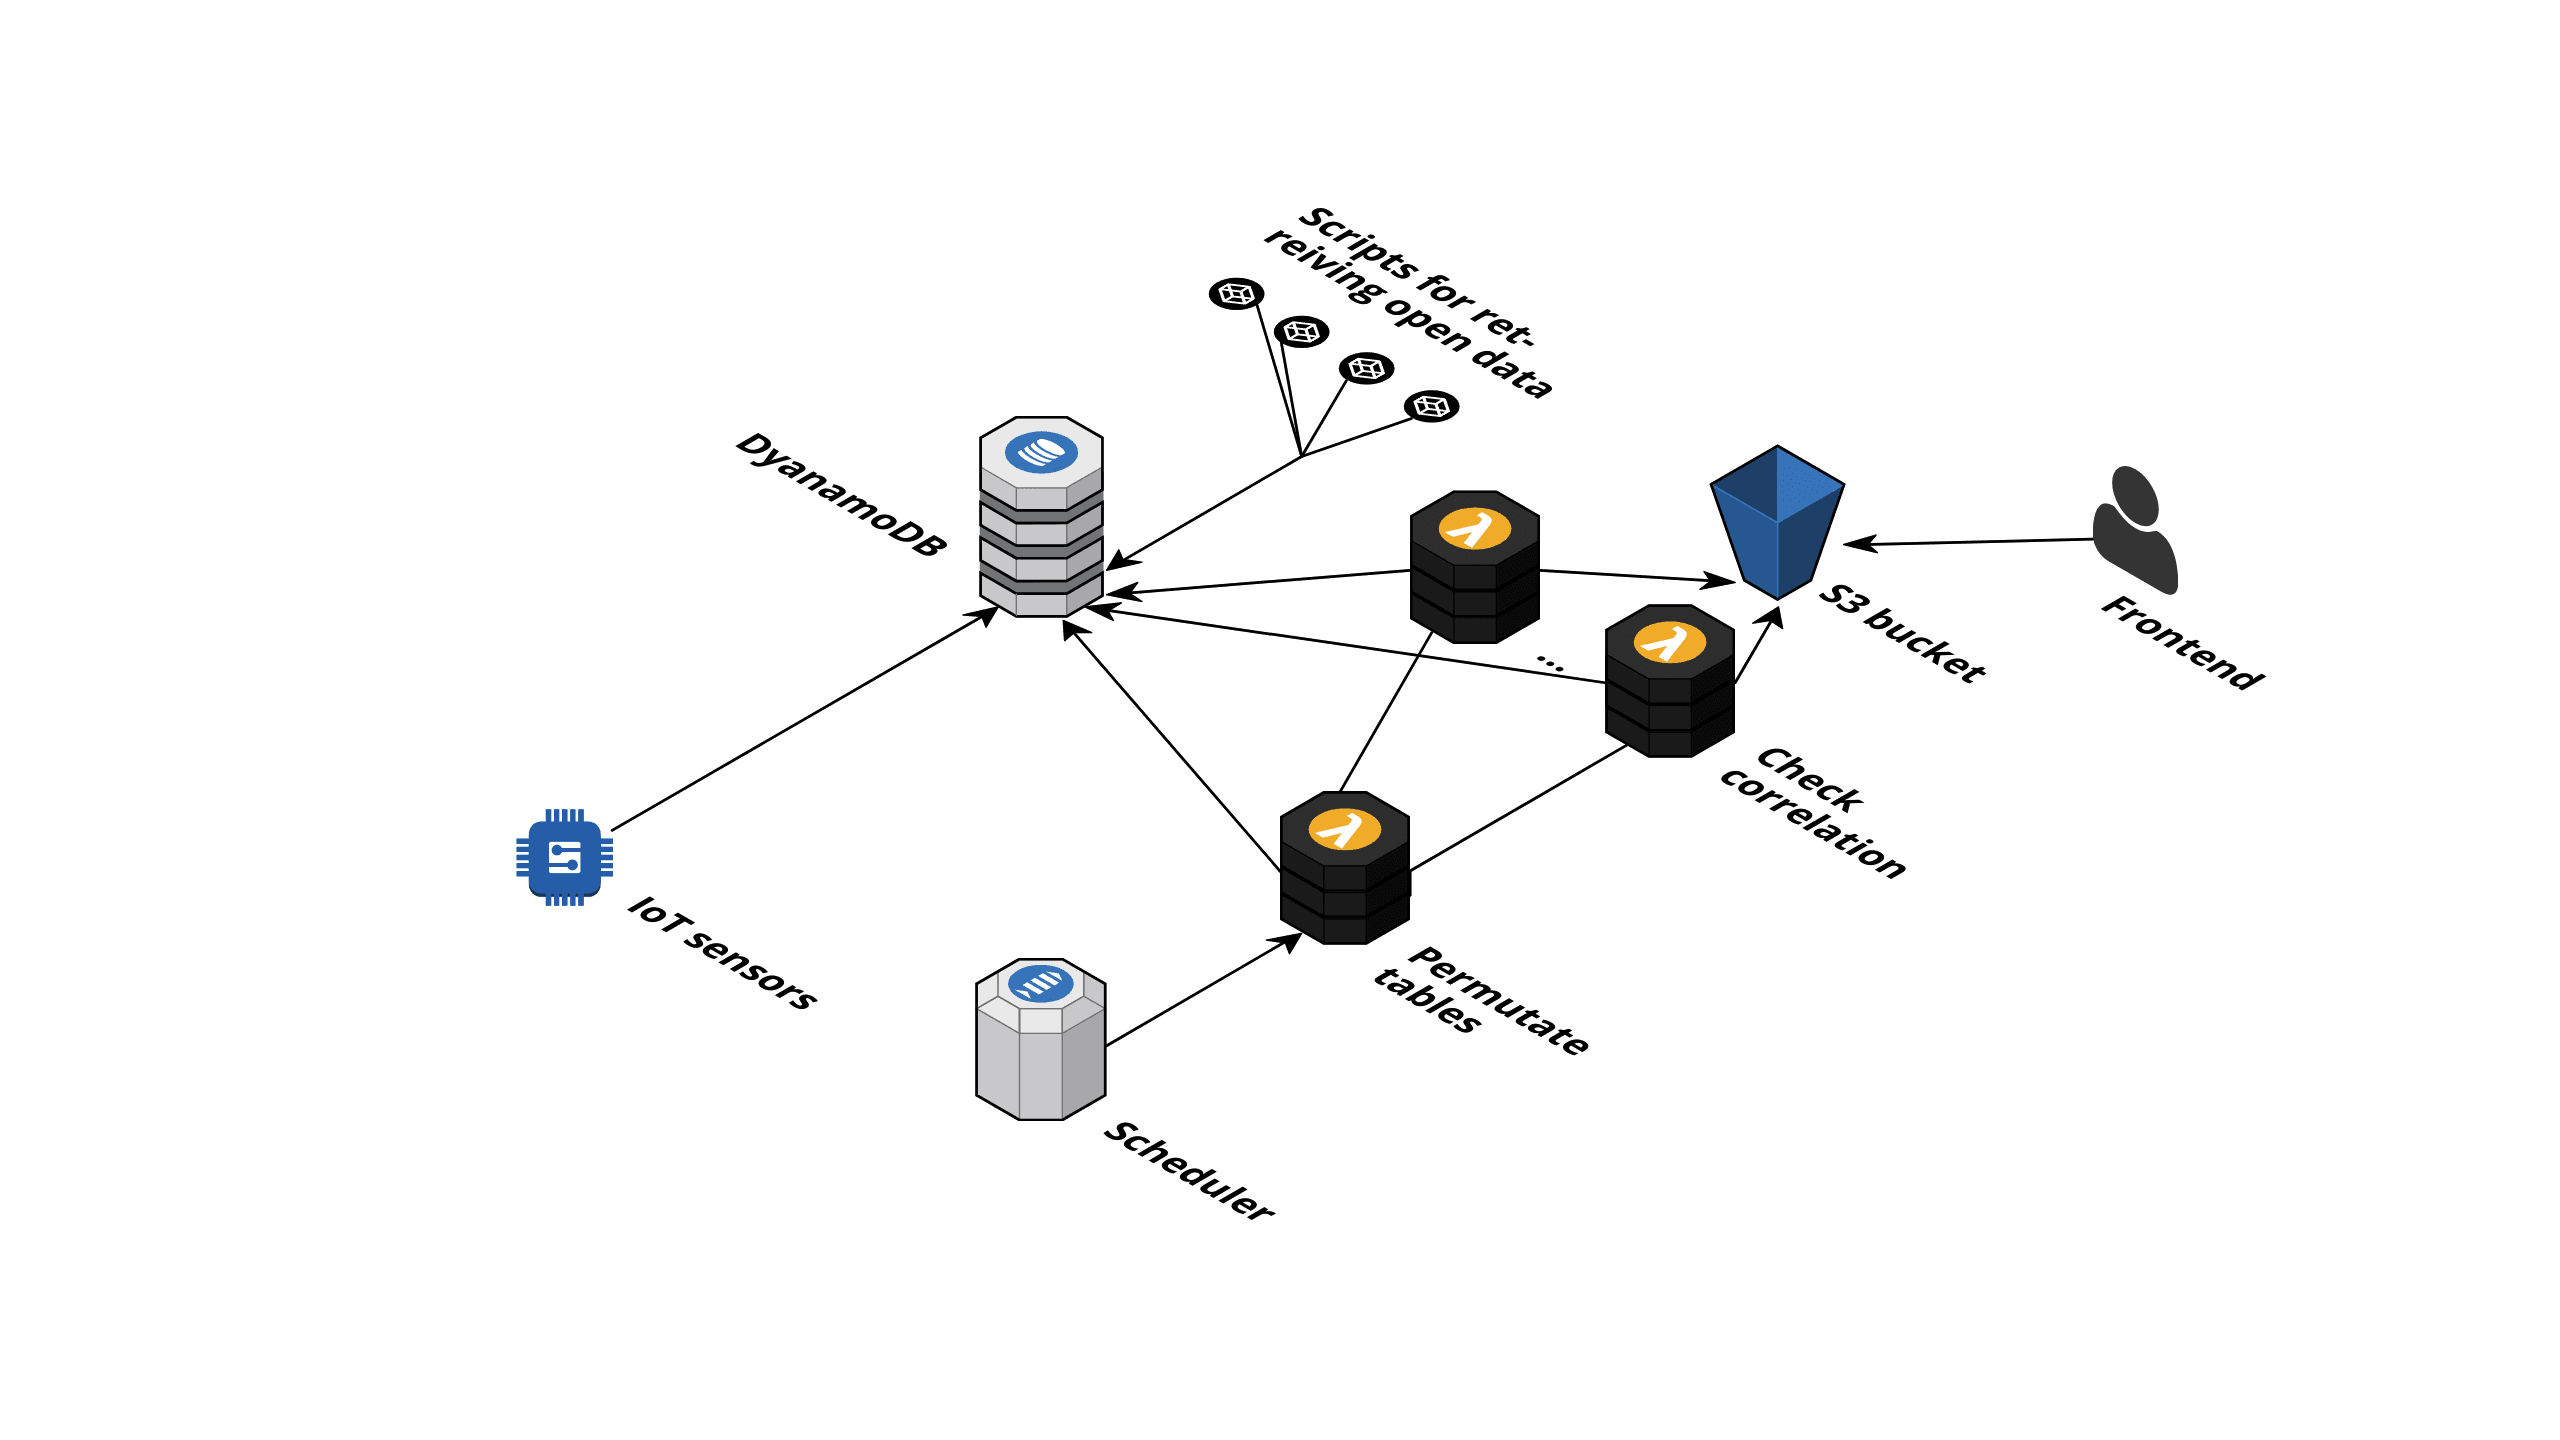 Scripts for ret-
reiving open data
DyanamoDB
S3 bucket
Frontend
...
Check
correlation
IoT sensors
Permutate
tables
Scheduler